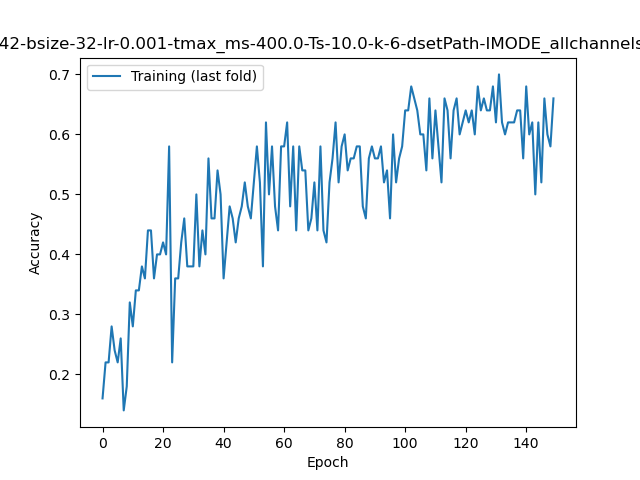 42-bsize-32-lr-0.001-tmax_ms-400.0-Ts-10.0-k-6-dsetPath-IMODE_allchannels
Training (last fold)
0.7
0.6
0.5
0.4
0.3
0.2
Accuracy
0 20 40 60 80 100 120 140
Epoch